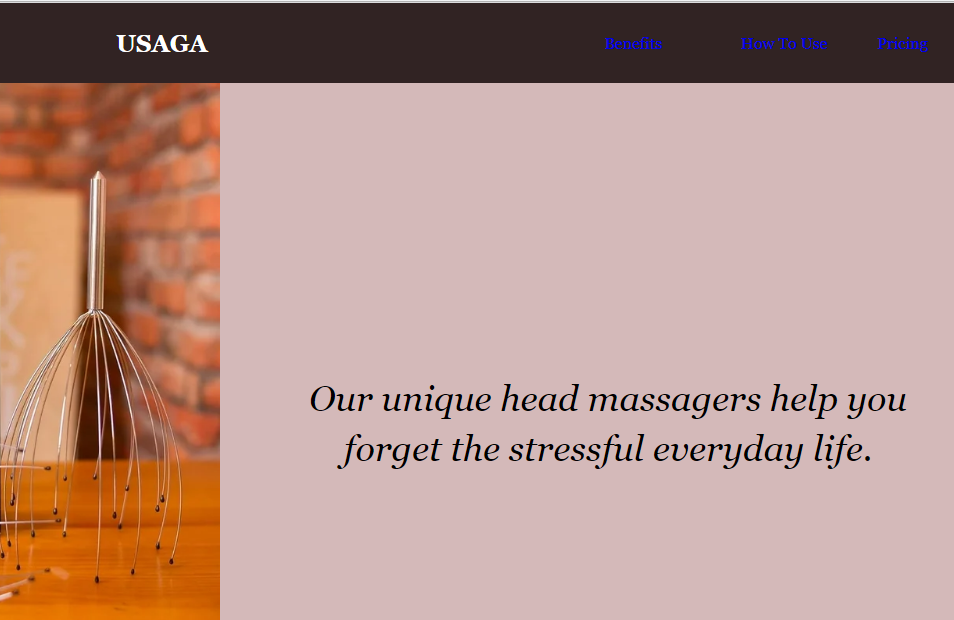 USAGA
Benefits
How To Use
Pricing
Our unique head massagers help you
forget the stressful everyday life.